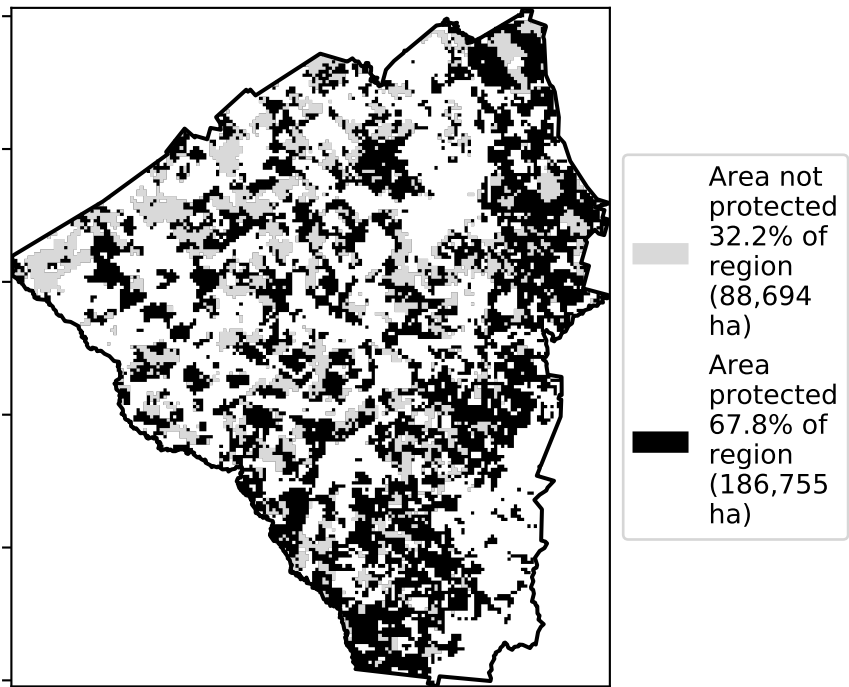 Area not
protected
32.2% of
region
(88,694
ha)
Area
protected
67.8% of
region
(186,755
ha)